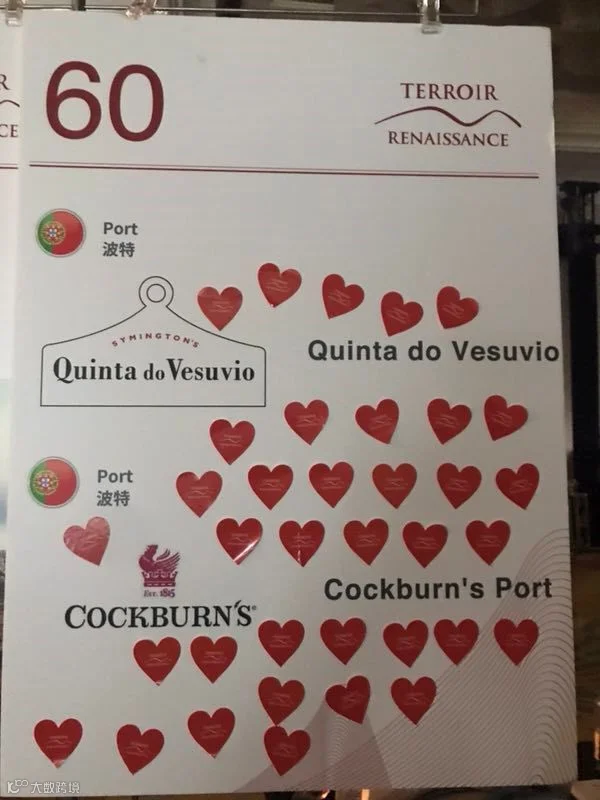 60
TERROIR
RENAISSANCE
Port
波特
SYMINGTON'S
Quinta do Vesuvio
Quinta do Vesuvio
Port
波特
EST. 1815
COCKBURN'S®
Cockburn's Port
大数跨境